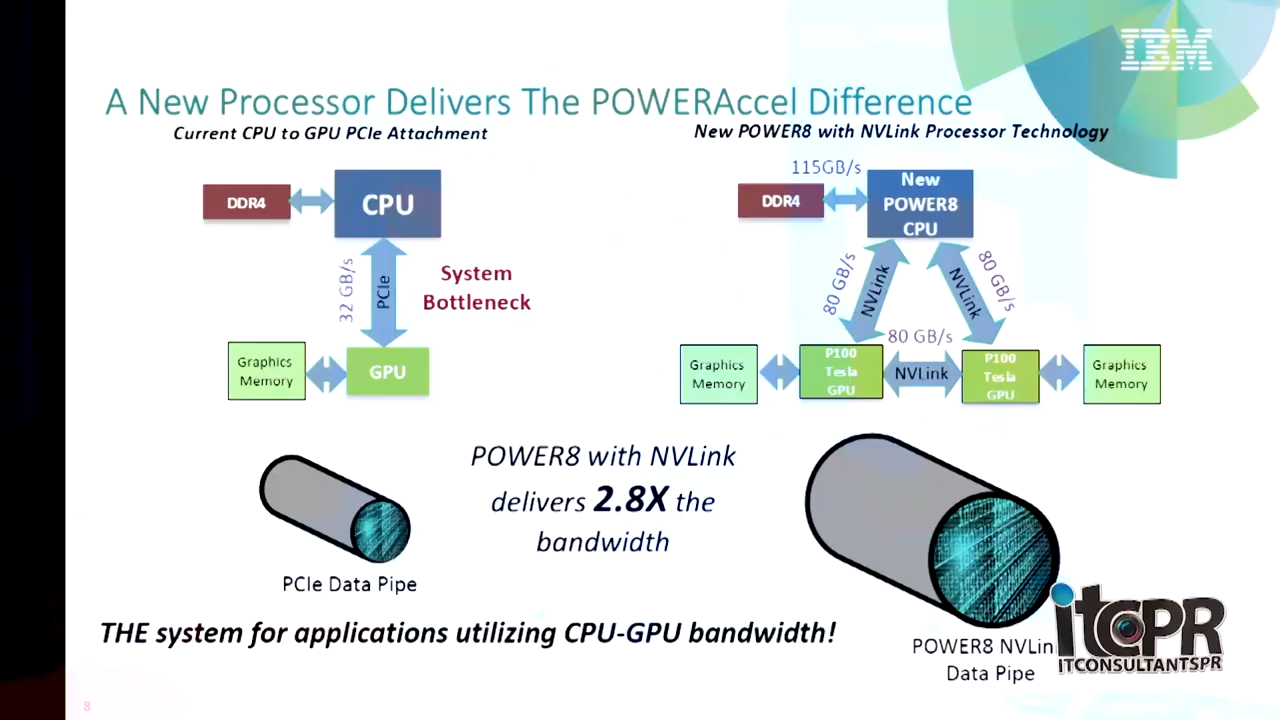 IBM
A New Processor Delivers The POWERAccel Difference
Current CPU to GPU PCIe Attachment
DDR4
CPU
32 GB/s
PCIe
System
Bottleneck
Graphics
Memory
GPU
New POWER8 with NVLink Processor Technology
115GB/s
DDR4
New
POWER8
CPU
80 GB/s
NVLink
NVLink
80 GB/s
80 GB/s
Graphics
Memory
P100
Tesla
GPU
NVLink
P100
Tesla
GPU
Graphics
Memory
POWER8 with NVLink
delivers 2.8X the
bandwidth
PCIe Data Pipe
THE system for applications utilizing CPU-GPU bandwidth!
POWER8 NVLin
Data Pipe
itCPR
ITCONSULTANTSPR
8